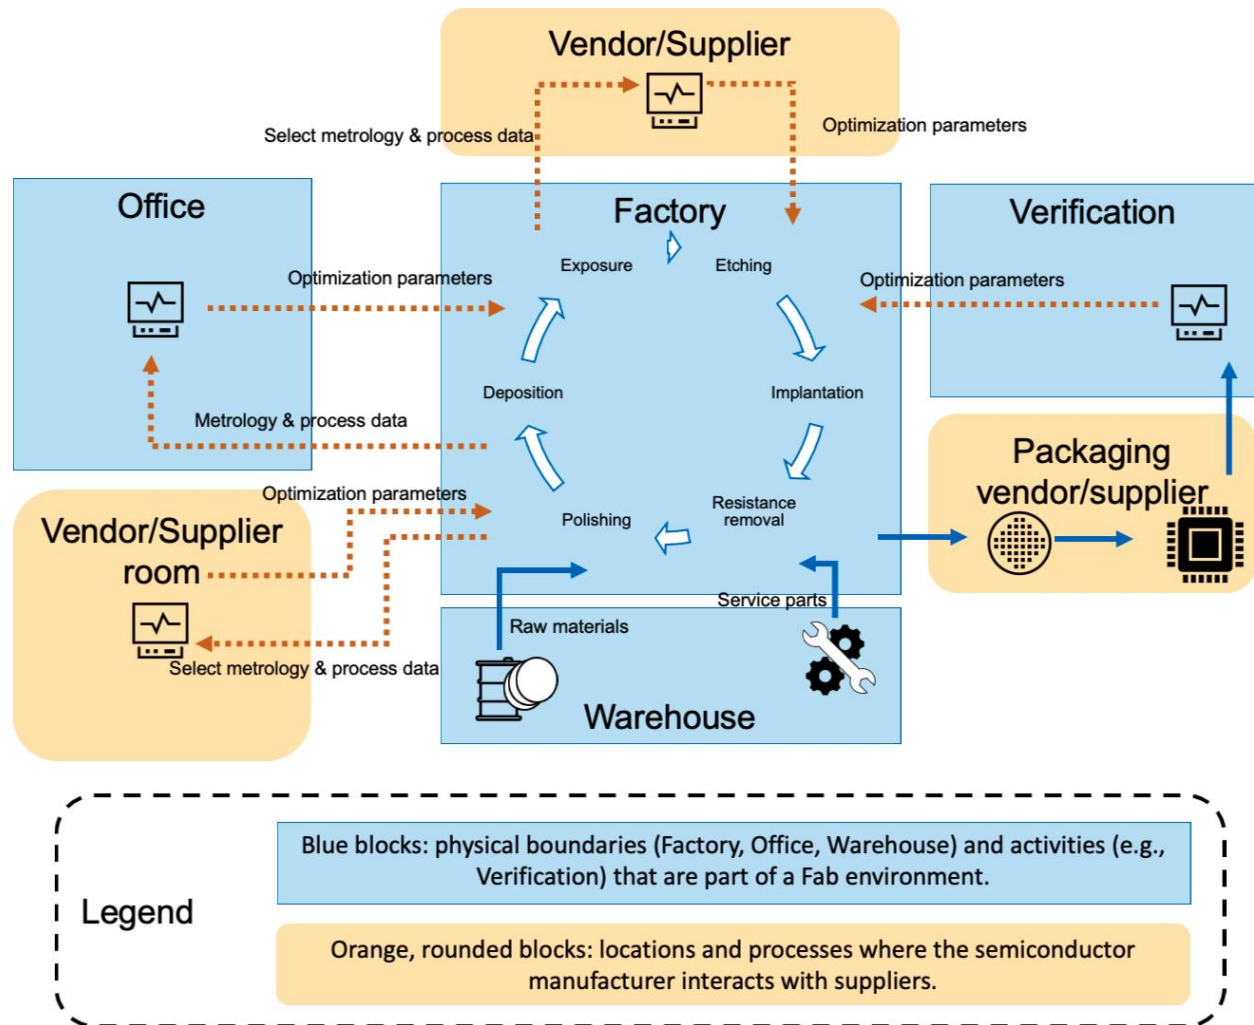 Vendor/Supplier
Select metrology & process data
Optimization parameters
Office
Optimization parameters
Metrology & process data
Factory
Exposure
Etching
Deposition
Implantation
Polishing
Resistance
removal
Verification
Optimization parameters
Vendor/Supplier
room
Optimization parameters
Select metrology & process data
Packaging
vendor/supplier
Raw materials
Service parts
Warehouse
Legend
Blue blocks: physical boundaries (Factory, Office, Warehouse) and activities (e.g.,
Verification) that are part of a Fab environment.
Orange, rounded blocks: locations and processes where the semiconductor
manufacturer interacts with suppliers.